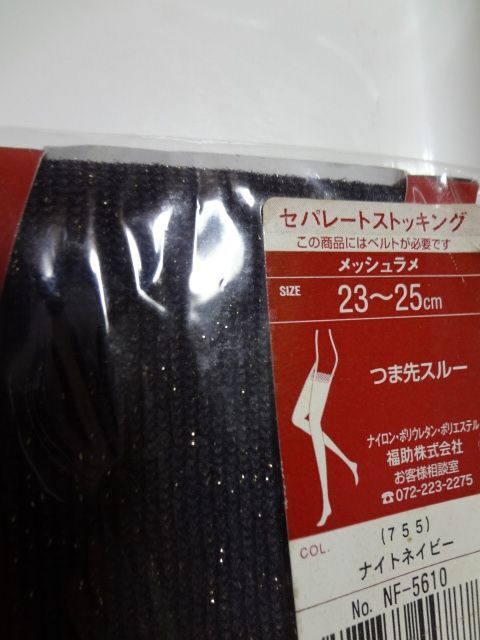 セパレートストッキング
この商品にはベルトが必要です
メッシュラメ
SIZE 23〜25cm
つま先スルー
ナイロン・ポリウレタン・ポリエステル
福助株式会社
お客様相談室
☎072-223-2275
COL. (755)
ナイトネイビー
No. NF-5610